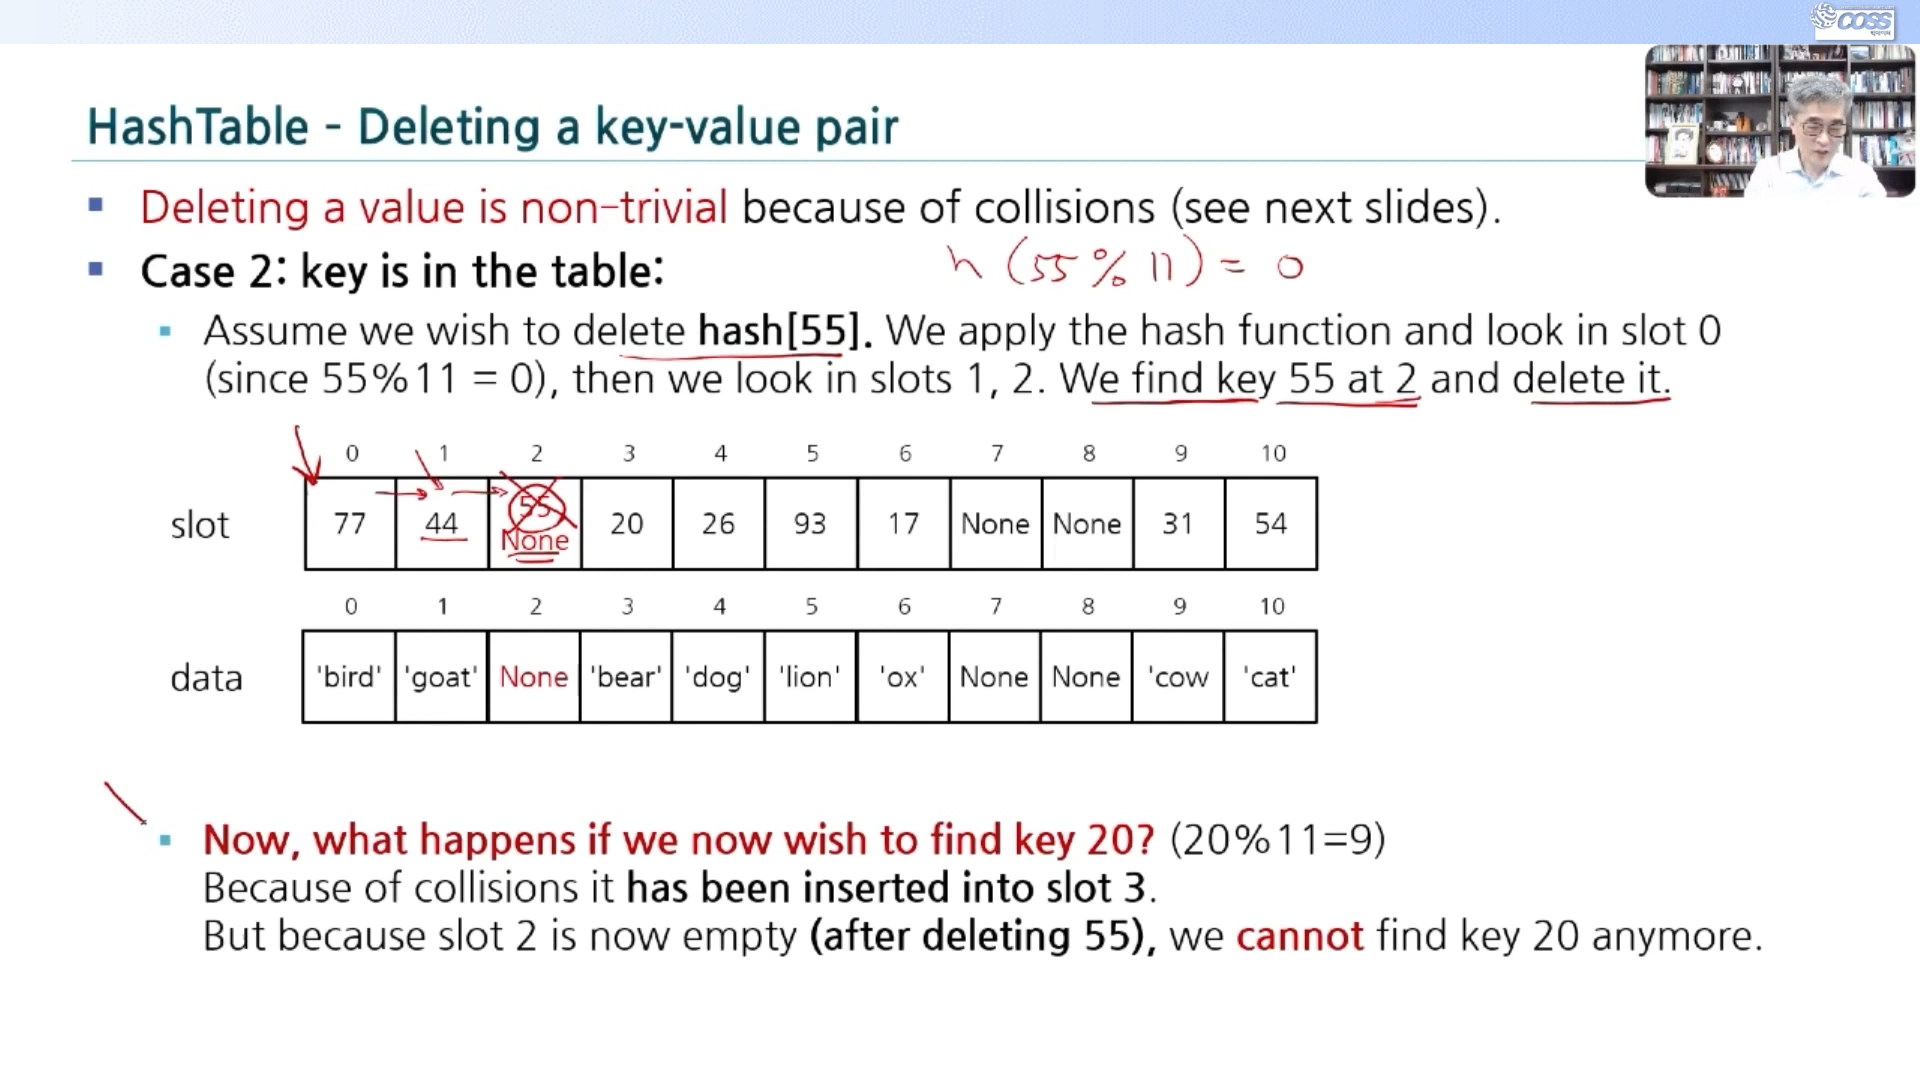 COSS
HashTable - Deleting a key-value pair
▪ Deleting a value is non-trivial because of collisions (see next slides).
▪ Case 2: key is in the table:
h (55 % 11) = 0
▪ Assume we wish to delete hash[55]. We apply the hash function and look in slot 0
(since 55%11 = 0), then we look in slots 1, 2. We find key 55 at 2 and delete it.
0 1 2 3 4 5 6 7 8 9 10
55
slot 77 44 None 20 26 93 17 None None 31 54
0 1 2 3 4 5 6 7 8 9 10
data 'bird' 'goat' None 'bear' 'dog' 'lion' 'ox' None None 'cow 'cat'
▪ Now, what happens if we now wish to find key 20? (20%11=9)
Because of collisions it has been inserted into slot 3.
But because slot 2 is now empty (after deleting 55), we cannot find key 20 anymore.